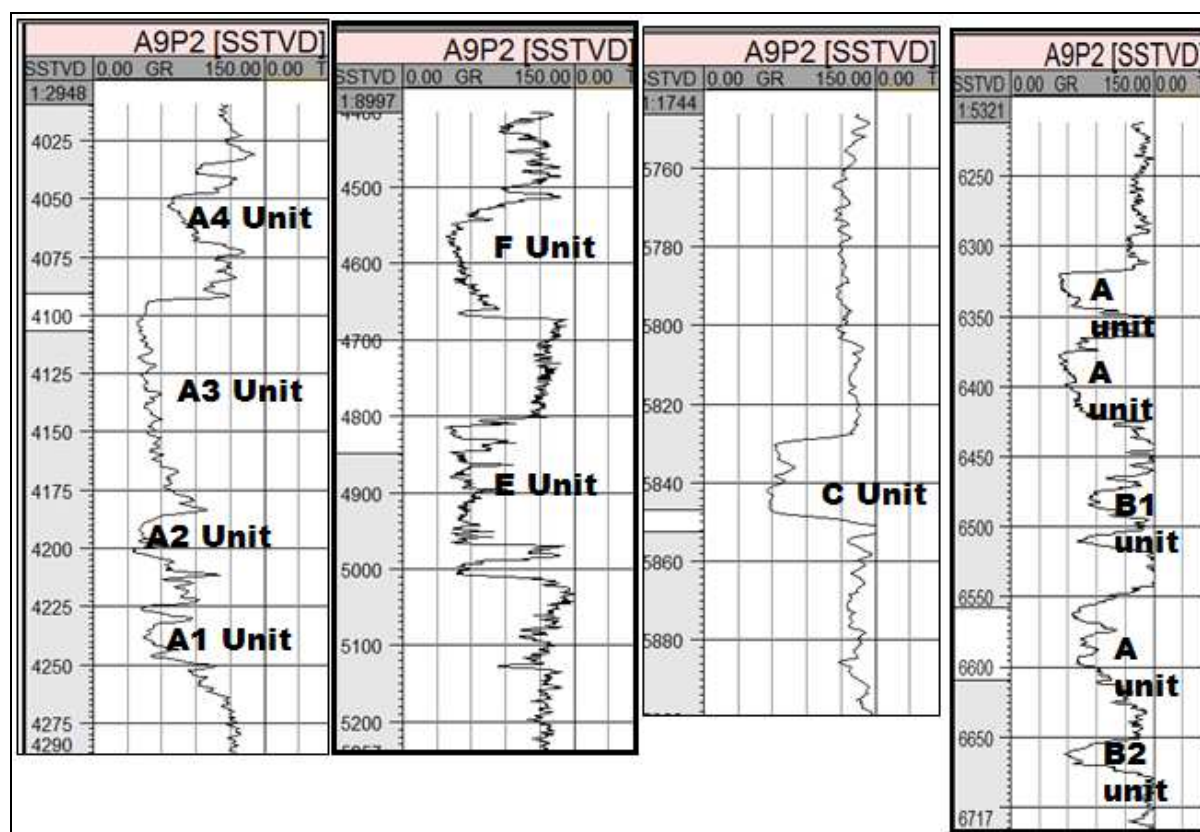 A9P2 [SSTVD]
SSTVD 0.00 GR 150.00 0.00 T
1:2948
4025
4050
A4 Unit
4075
4100
4125
A3 Unit
4150
4175
A2 Unit
4200
4225
A1 Unit
4250
4275
4290
A9P2 [SSTVD]
SSTVD 0.00 GR 150.00 0.00 T
1:8997
4400
4500
F Unit
4600
4700
4800
4900
E Unit
5000
5100
5200
A9P2 [SSTVD]
SSTVD 0.00 GR 150.00 0.00 T
1:1744
5760
5780
5800
5820
5840
C Unit
5860
5880
A9P2 [SSTVD]
SSTVD 0.00 GR 150.00 0.00 T
1:5321
6250
6300
A
unit
6350
A
unit
6400
6450
B1
unit
6500
6550
6600
A
unit
6650
B2
unit
6717